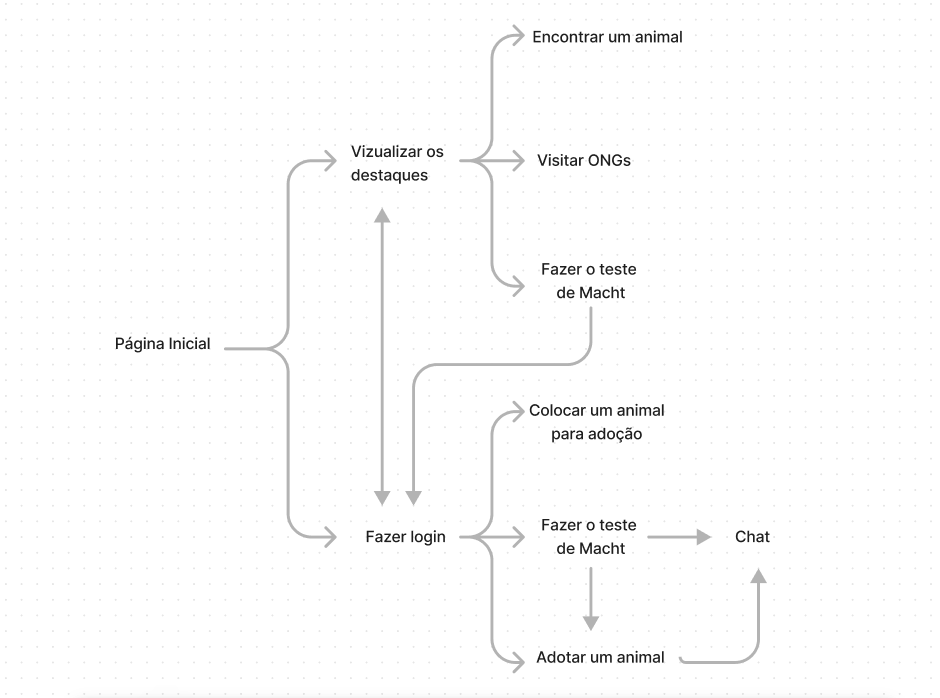 Encontrar um animal
Vizualizar os
destaques
Visitar ONGs
Fazer o teste
de Macht
Página Inicial
Colocar um animal
para adoção
Fazer login
Fazer o teste
de Macht
Chat
Adotar um animal